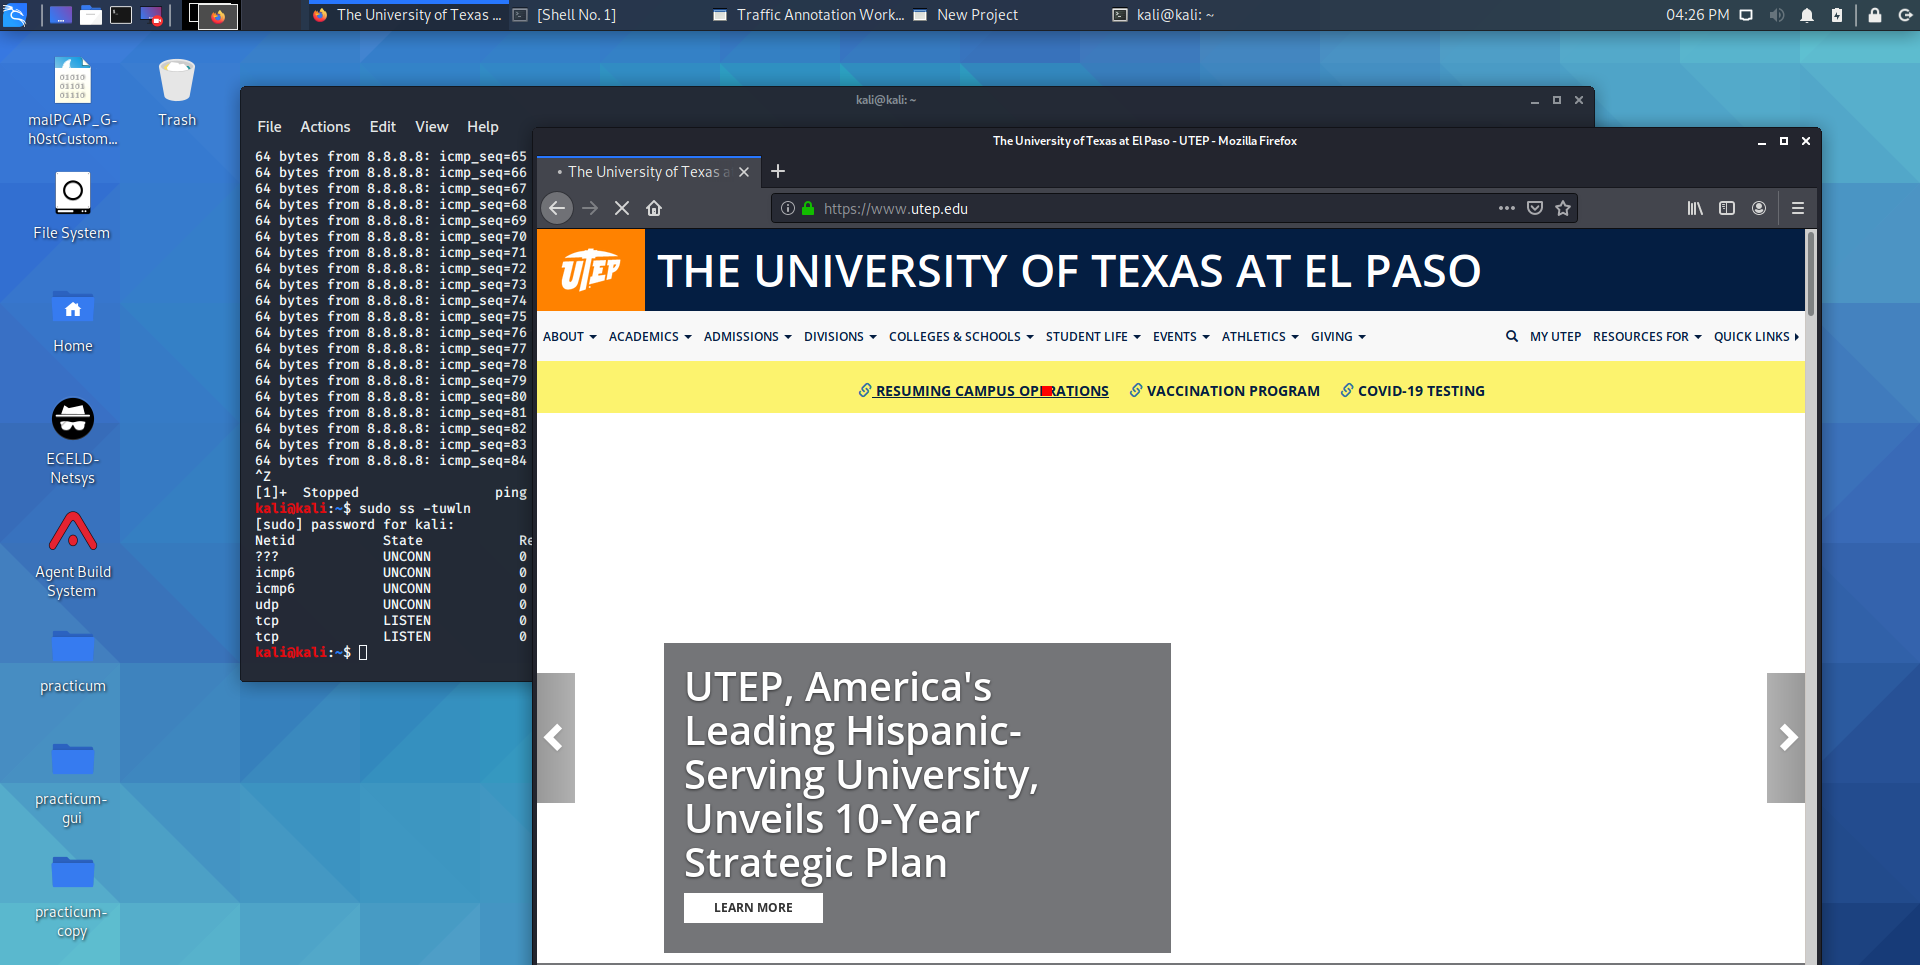 The University of Texas ...
[Shell No. 1]
Traffic Annotation Work...
New Project
kali@kali: ~
04:26 PM
malPCAP_G-
h0stCustom...
Trash
File System
Home
ECELD-
Netsys
Agent Build
System
practicum
practicum-
gui
practicum-
copy
kali@kali: ~
File Actions Edit View Help
64 bytes from 8.8.8.8: icmp_seq=65
64 bytes from 8.8.8.8: icmp_seq=66
64 bytes from 8.8.8.8: icmp_seq=67
64 bytes from 8.8.8.8: icmp_seq=68
64 bytes from 8.8.8.8: icmp_seq=69
64 bytes from 8.8.8.8: icmp_seq=70
64 bytes from 8.8.8.8: icmp_seq=71
64 bytes from 8.8.8.8: icmp_seq=72
64 bytes from 8.8.8.8: icmp_seq=73
64 bytes from 8.8.8.8: icmp_seq=74
64 bytes from 8.8.8.8: icmp_seq=75
64 bytes from 8.8.8.8: icmp_seq=76
64 bytes from 8.8.8.8: icmp_seq=77
64 bytes from 8.8.8.8: icmp_seq=78
64 bytes from 8.8.8.8: icmp_seq=79
64 bytes from 8.8.8.8: icmp_seq=80
64 bytes from 8.8.8.8: icmp_seq=81
64 bytes from 8.8.8.8: icmp_seq=82
64 bytes from 8.8.8.8: icmp_seq=83
64 bytes from 8.8.8.8: icmp_seq=84
^Z
[1]+ Stopped ping
kali@kali:~$ sudo ss -tuwln
[sudo] password for kali:
Netid State Re
??? UNCONN 0
icmp6 UNCONN 0
icmp6 UNCONN 0
udp UNCONN 0
tcp LISTEN 0
tcp LISTEN 0
kali@kali:~$
The University of Texas at El Paso - UTEP - Mozilla Firefox
The University of Texas a
https://www.utep.edu
UTEP
THE UNIVERSITY OF TEXAS AT EL PASO
ABOUT ACADEMICS ADMISSIONS DIVISIONS COLLEGES & SCHOOLS STUDENT LIFE EVENTS ATHLETICS GIVING MY UTEP RESOURCES FOR QUICK LINKS
RESUMING CAMPUS OPERATIONS VACCINATION PROGRAM COVID-19 TESTING
UTEP, America's
Leading Hispanic-
Serving University,
Unveils 10-Year
Strategic Plan
LEARN MORE